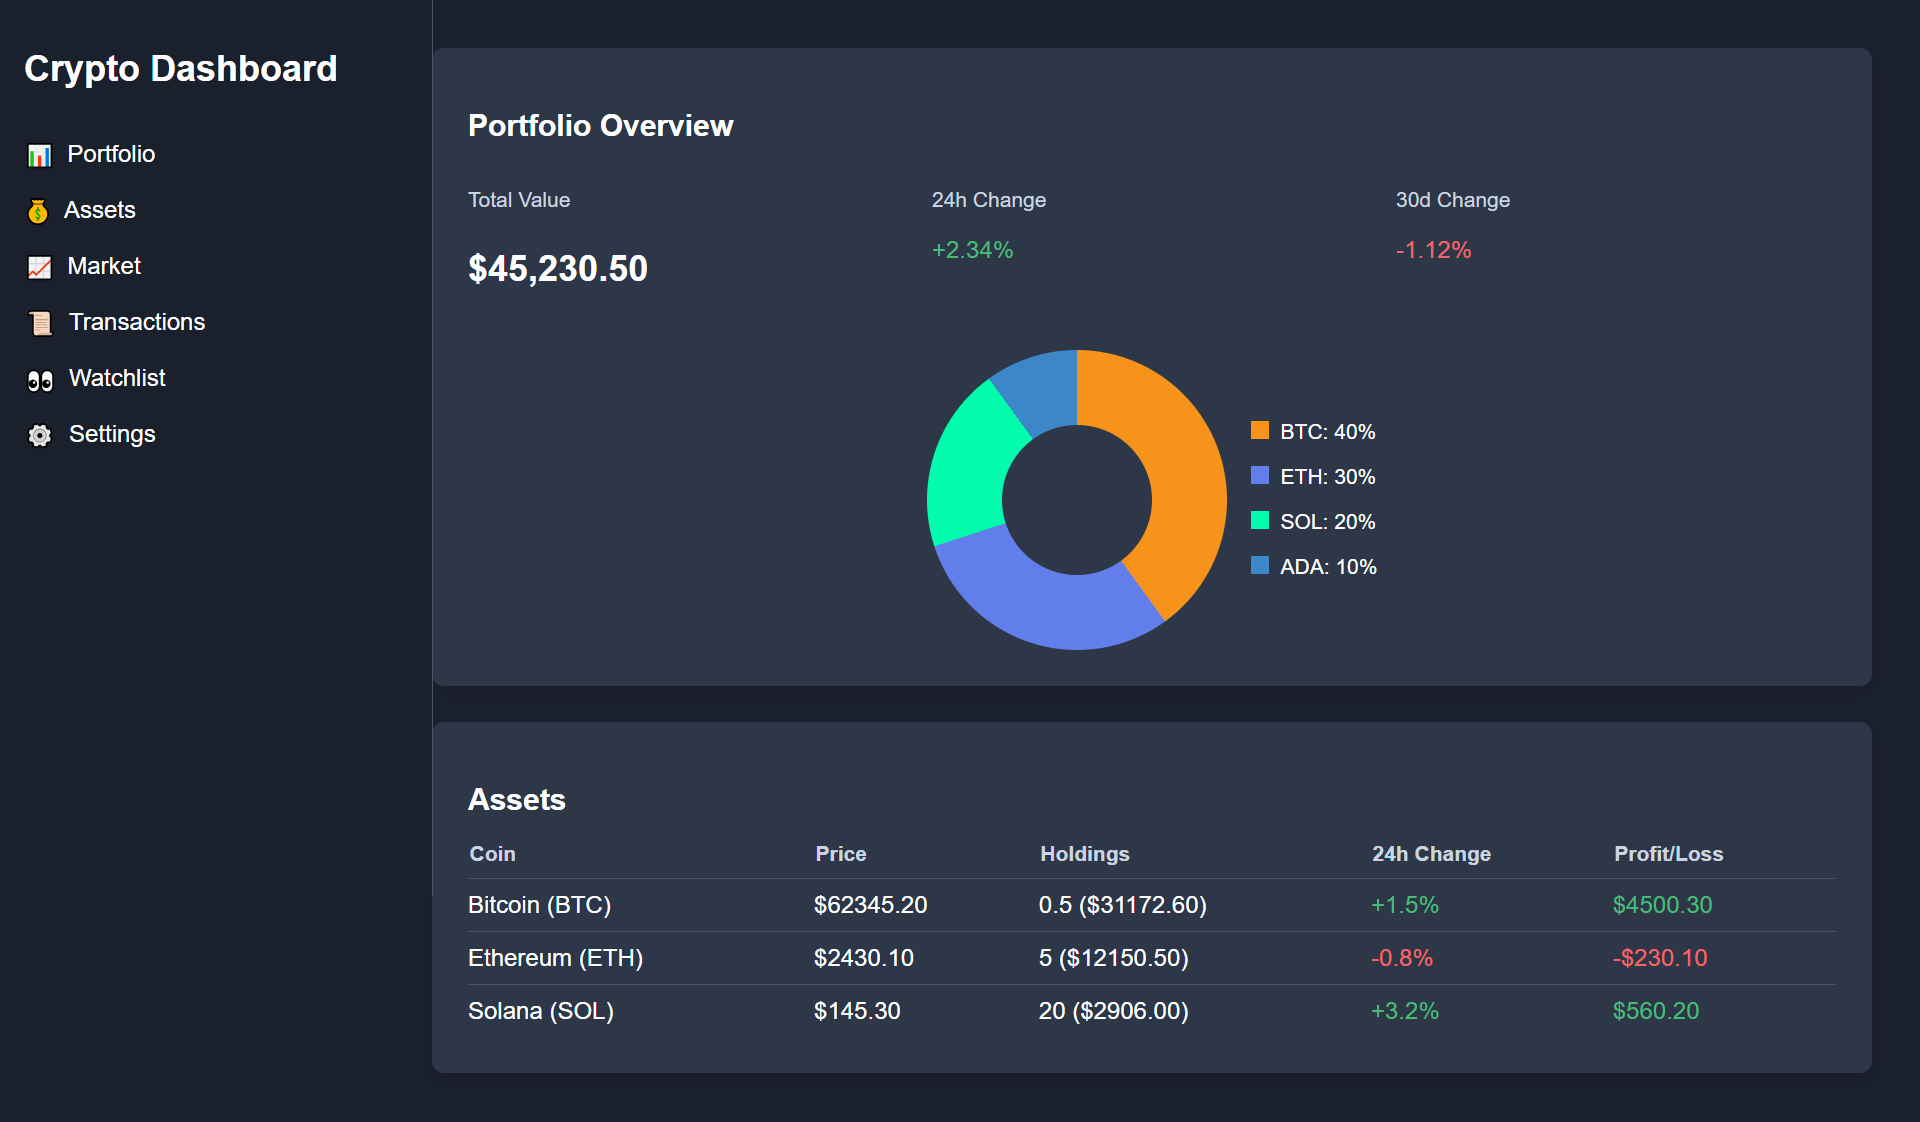 Crypto Dashboard
Portfolio
Assets
Market
Transactions
Watchlist
Settings
Portfolio Overview
Total Value
$45,230.50
24h Change
+2.34%
30d Change
-1.12%
BTC: 40%
ETH: 30%
SOL: 20%
ADA: 10%
Assets
Coin Price Holdings 24h Change Profit/Loss
Bitcoin (BTC) $62345.20 0.5 ($31172.60) +1.5% $4500.30
Ethereum (ETH) $2430.10 5 ($12150.50) -0.8% -$230.10
Solana (SOL) $145.30 20 ($2906.00) +3.2% $560.20